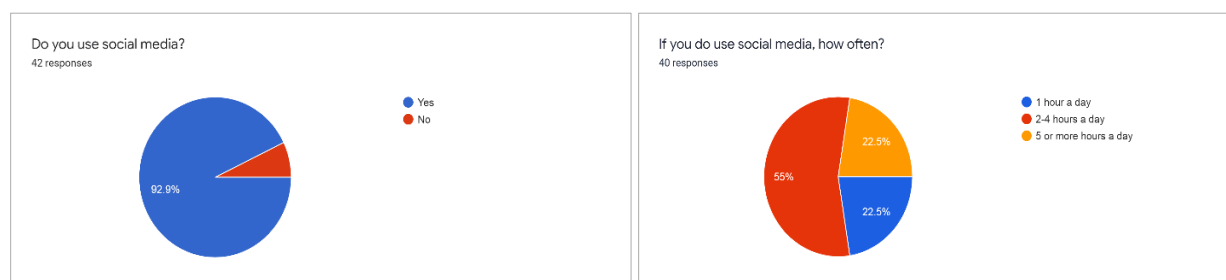 Do you use social media?
42 responses
Yes
No
92.9%
If you do use social media, how often?
40 responses
1 hour a day
2-4 hours a day
5 or more hours a day
22.5%
55%
22.5%